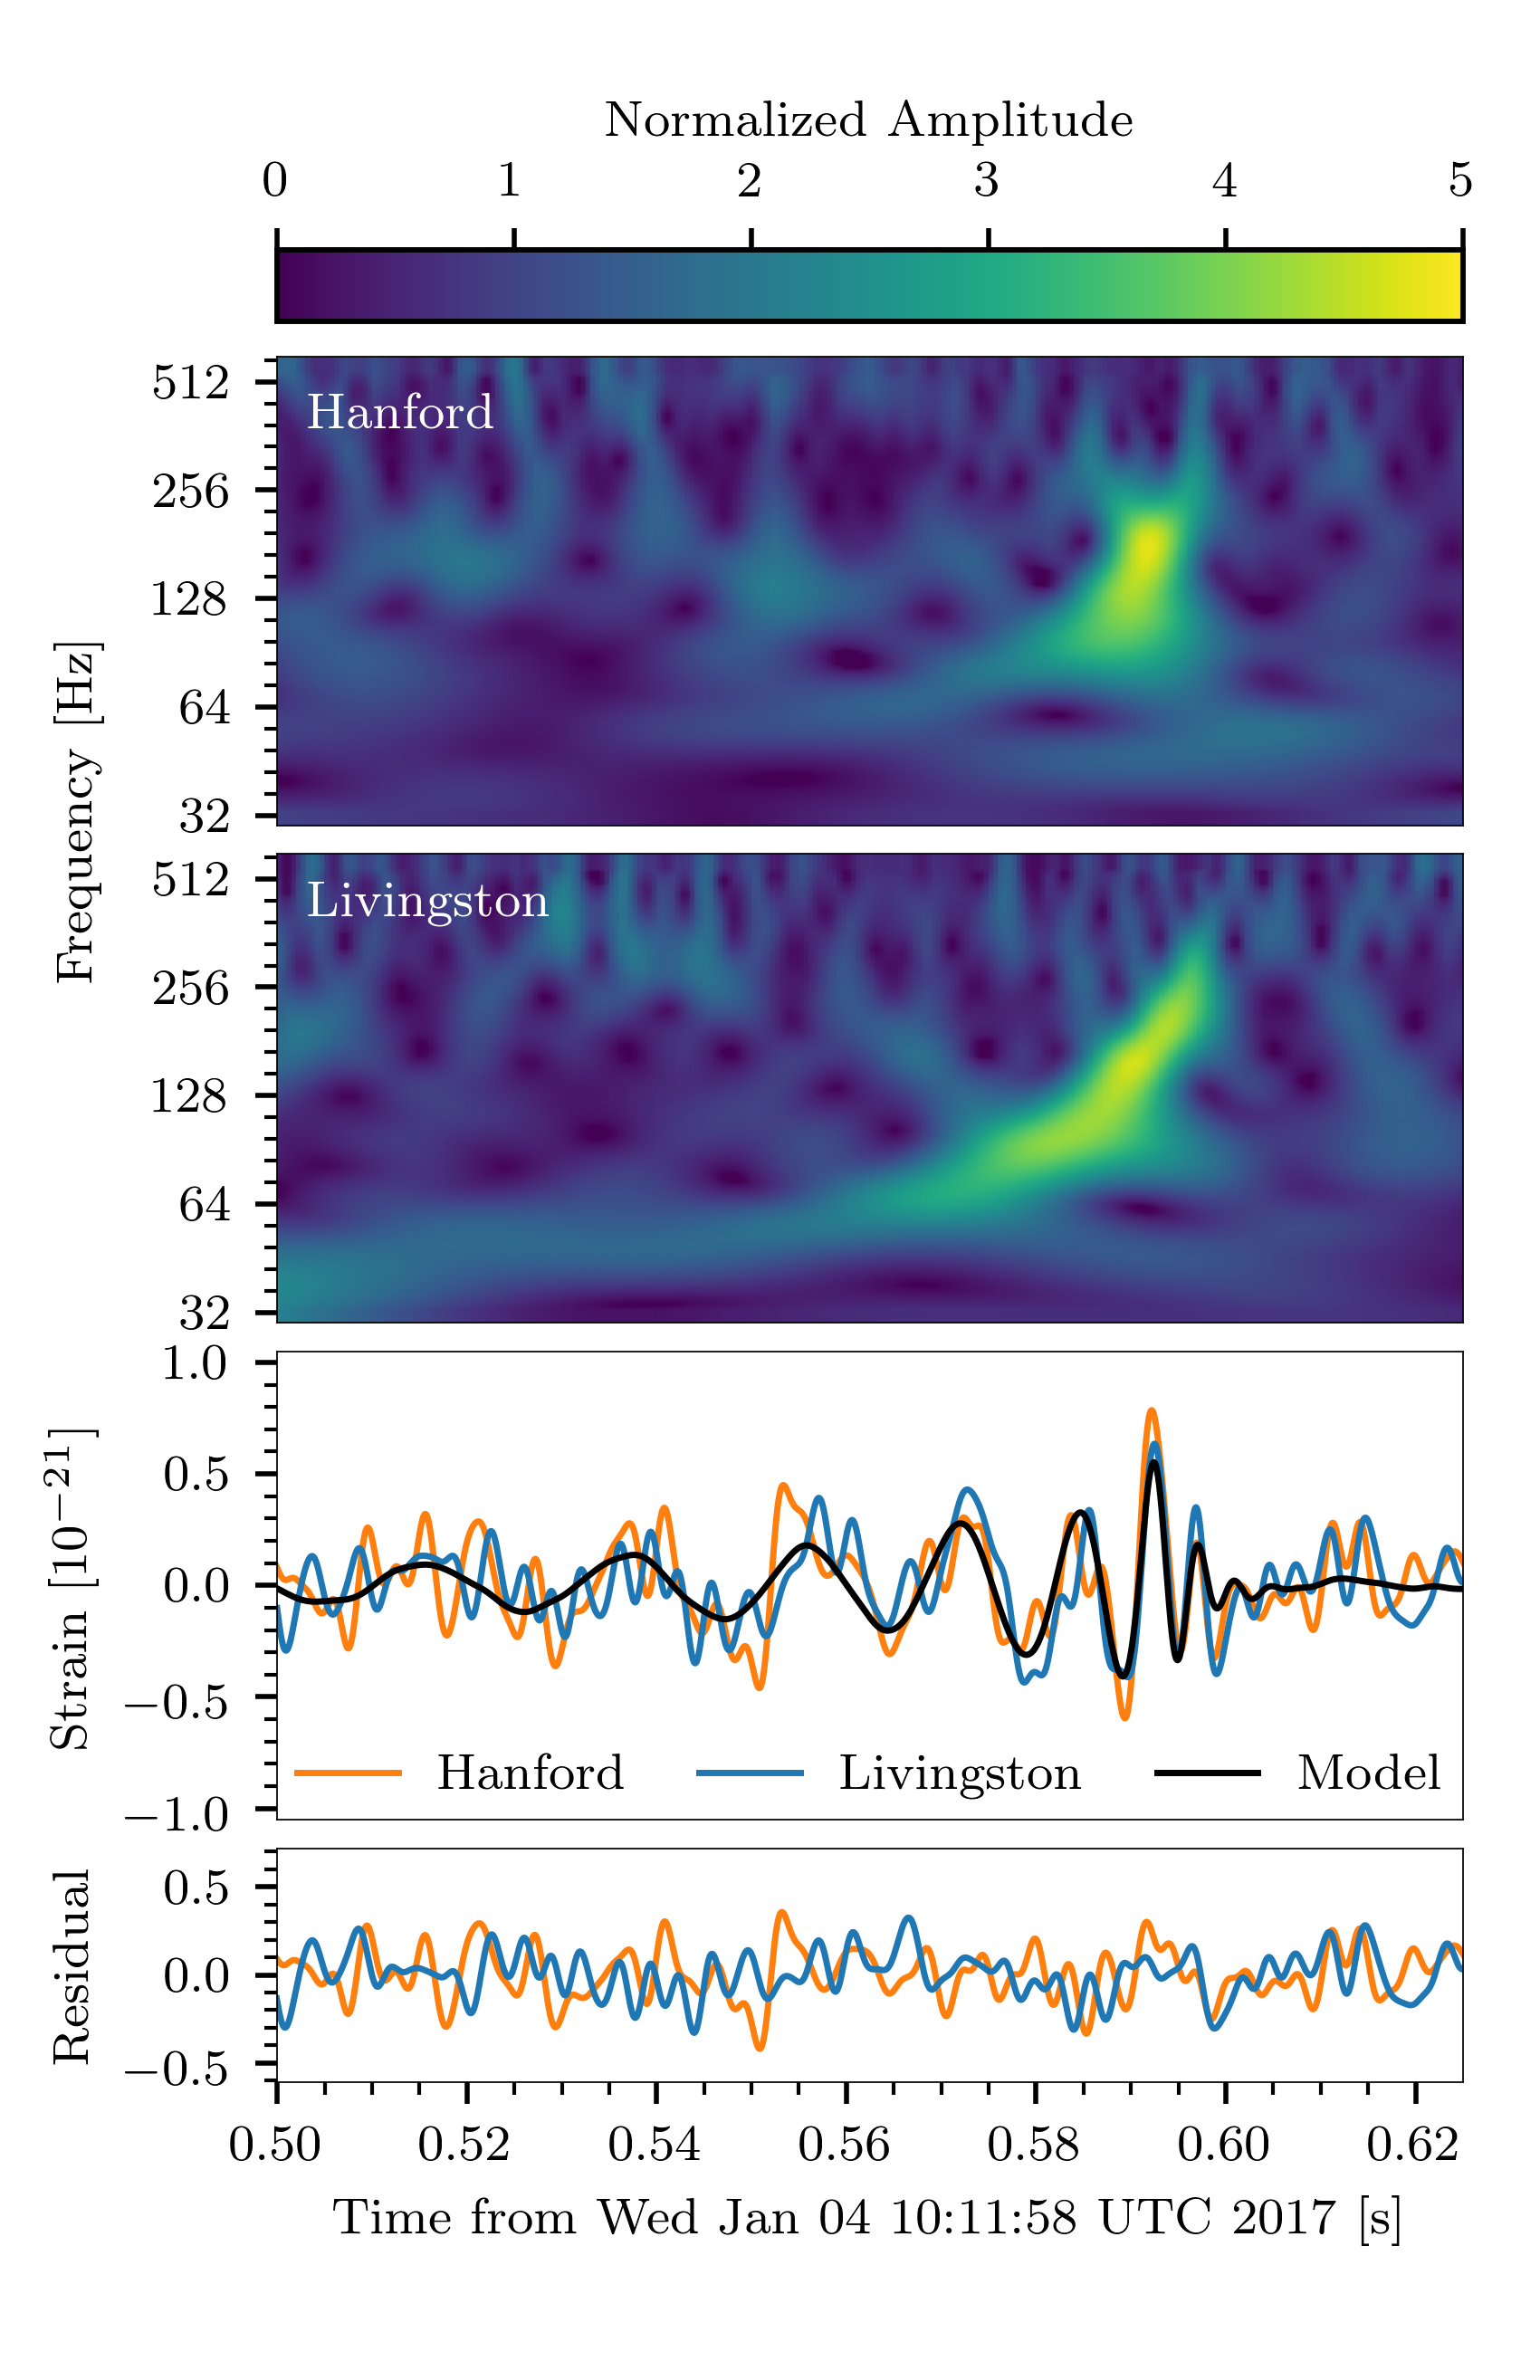 Normalized Amplitude
0 1 2 3 4 5
Frequency [Hz]
Hanford
512
256
128
64
32
Livingston
512
256
128
64
32
Strain [10⁻²¹]
1.0
0.5
0.0
−0.5
−1.0
Hanford Livingston Model
Residual
0.5
0.0
−0.5
0.50 0.52 0.54 0.56 0.58 0.60 0.62
Time from Wed Jan 04 10:11:58 UTC 2017 [s]